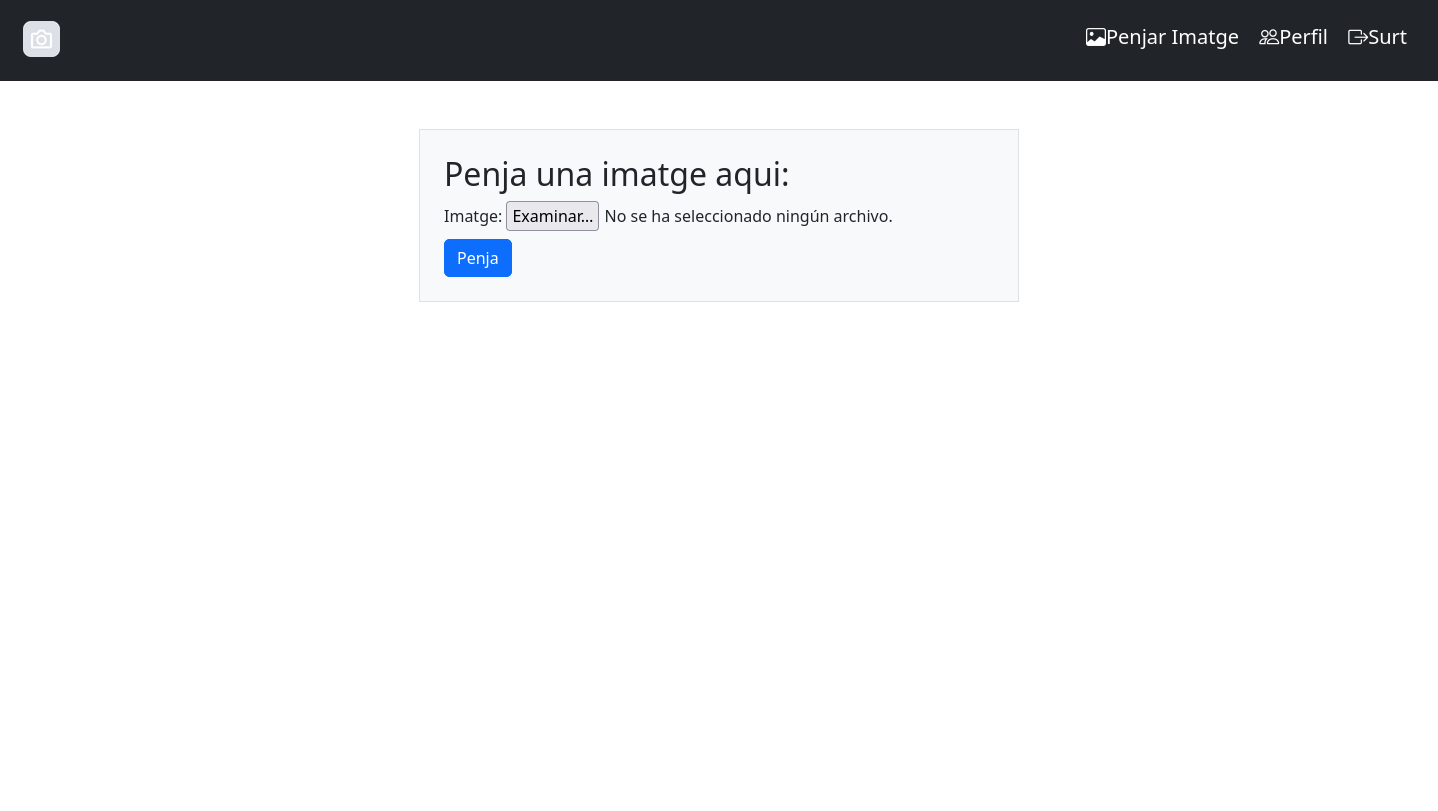 Penjar Imatge Perfil Surt
Penja una imatge aqui:
Imatge: Examinar... No se ha seleccionado ningún archivo.
Penja